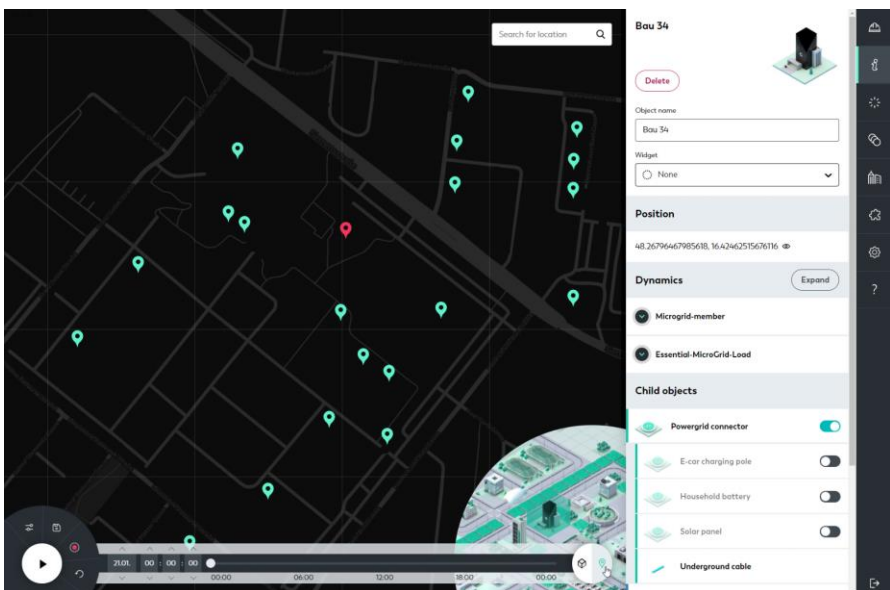 Search for location
Bau 34
Delete
Object name
Bau 34
Widget
None
Position
48.26796467985618, 16.42462515676116
Dynamics
Expand
Microgrid-member
Essential-MicroGrid-Load
Child objects
Powergrid connector
E-car charging pole
Household battery
Solar panel
Underground cable
21.01. 00 : 00 : 00
00:00 06:00 12:00 18:00 00:00
?